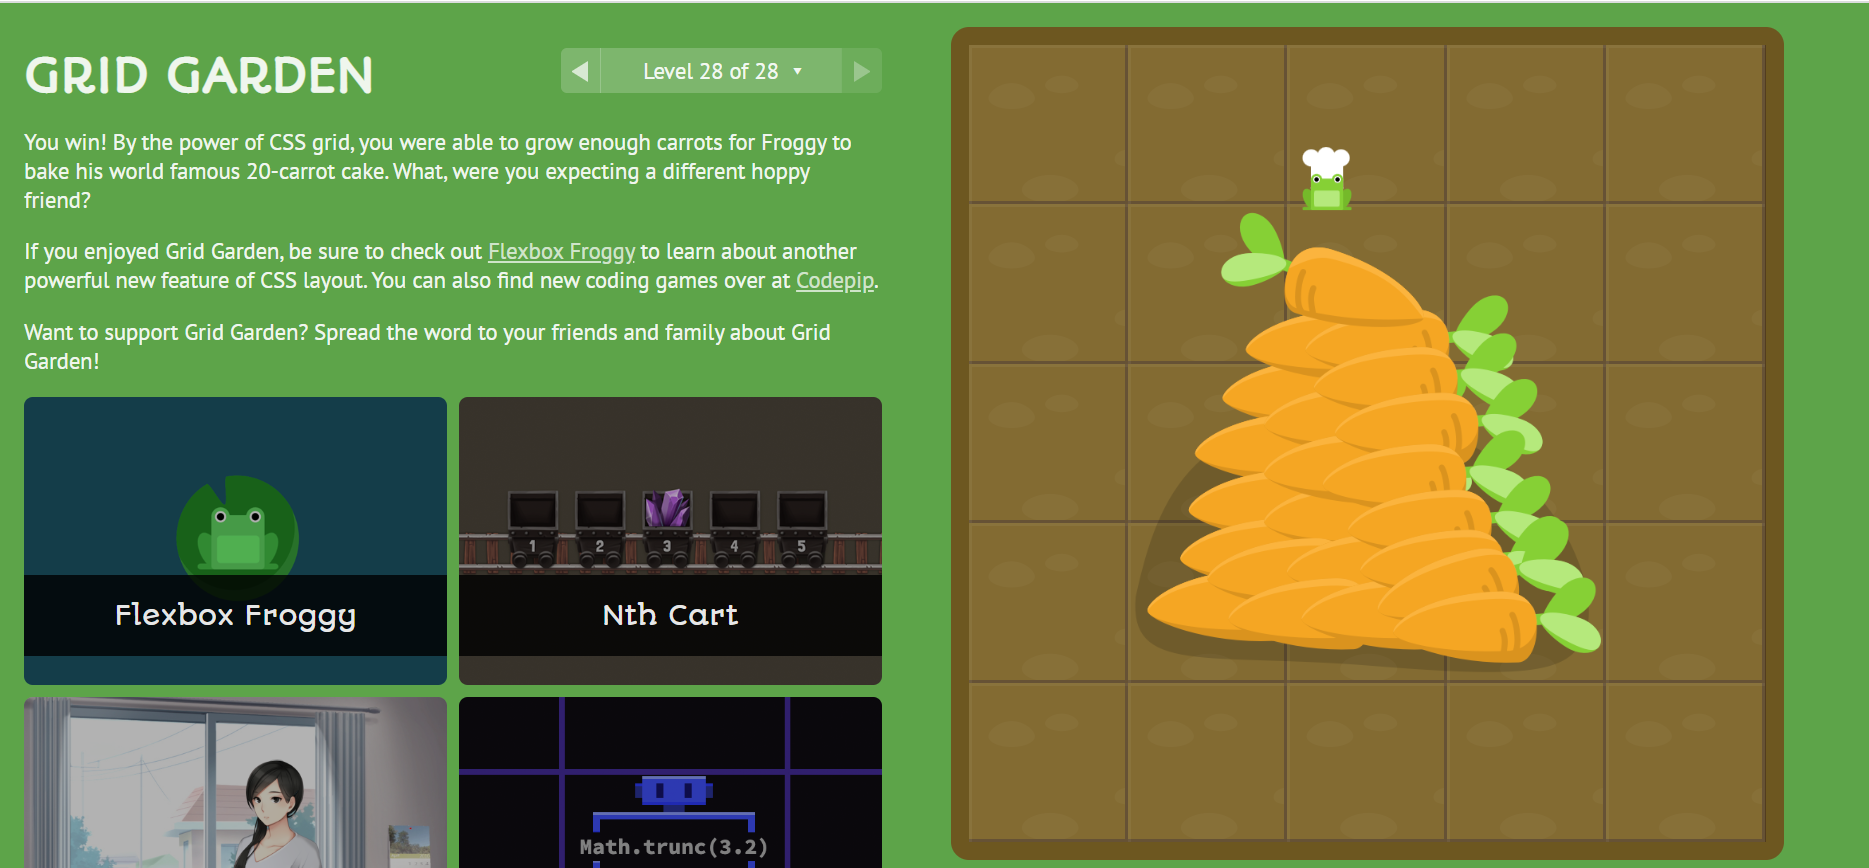 GRID GARDEN
Level 28 of 28
You win! By the power of CSS grid, you were able to grow enough carrots for Froggy to
bake his world famous 20-carrot cake. What, were you expecting a different hoppy
friend?
If you enjoyed Grid Garden, be sure to check out Flexbox Froggy to learn about another
powerful new feature of CSS layout. You can also find new coding games over at Codepip.
Want to support Grid Garden? Spread the word to your friends and family about Grid
Garden!
1 2 3 4 5
Flexbox Froggy
Nth Cart
Math.trunc(3.2)